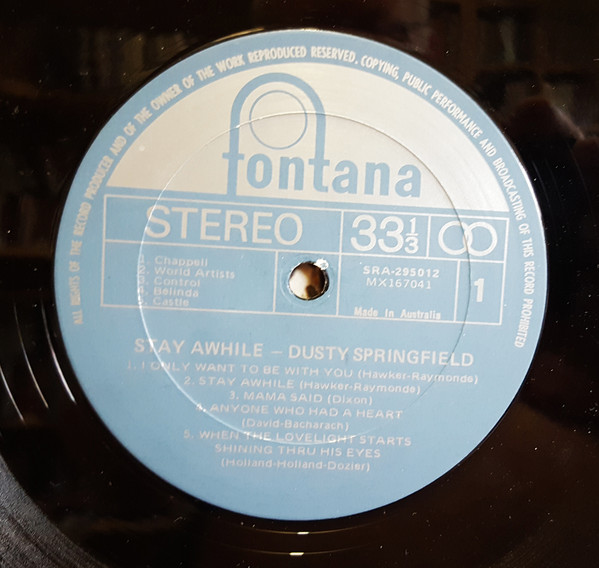 ALL RIGHTS OF THE RECORD PRODUCER AND OF THE OWNER OF THE WORK REPRODUCED RESERVED. COPYING, PUBLIC PERFORMANCE AND BROADCASTING OF THIS RECORD PROHIBITED
fontana
STEREO 33⅓
1. Chappell
2. World Artists
3. Control
4. Belinda
5. Castle
SRA-295012
MX167041
1
Made in Australia
STAY AWHILE – DUSTY SPRINGFIELD
1. I ONLY WANT TO BE WITH YOU (Hawker-Raymonde)
2. STAY AWHILE (Hawker-Raymonde)
3. MAMA SAID (Dixon)
4. ANYONE WHO HAD A HEART
(David-Bacharach)
5. WHEN THE LOVELIGHT STARTS
SHINING THRU HIS EYES
(Holland-Holland-Dozier)